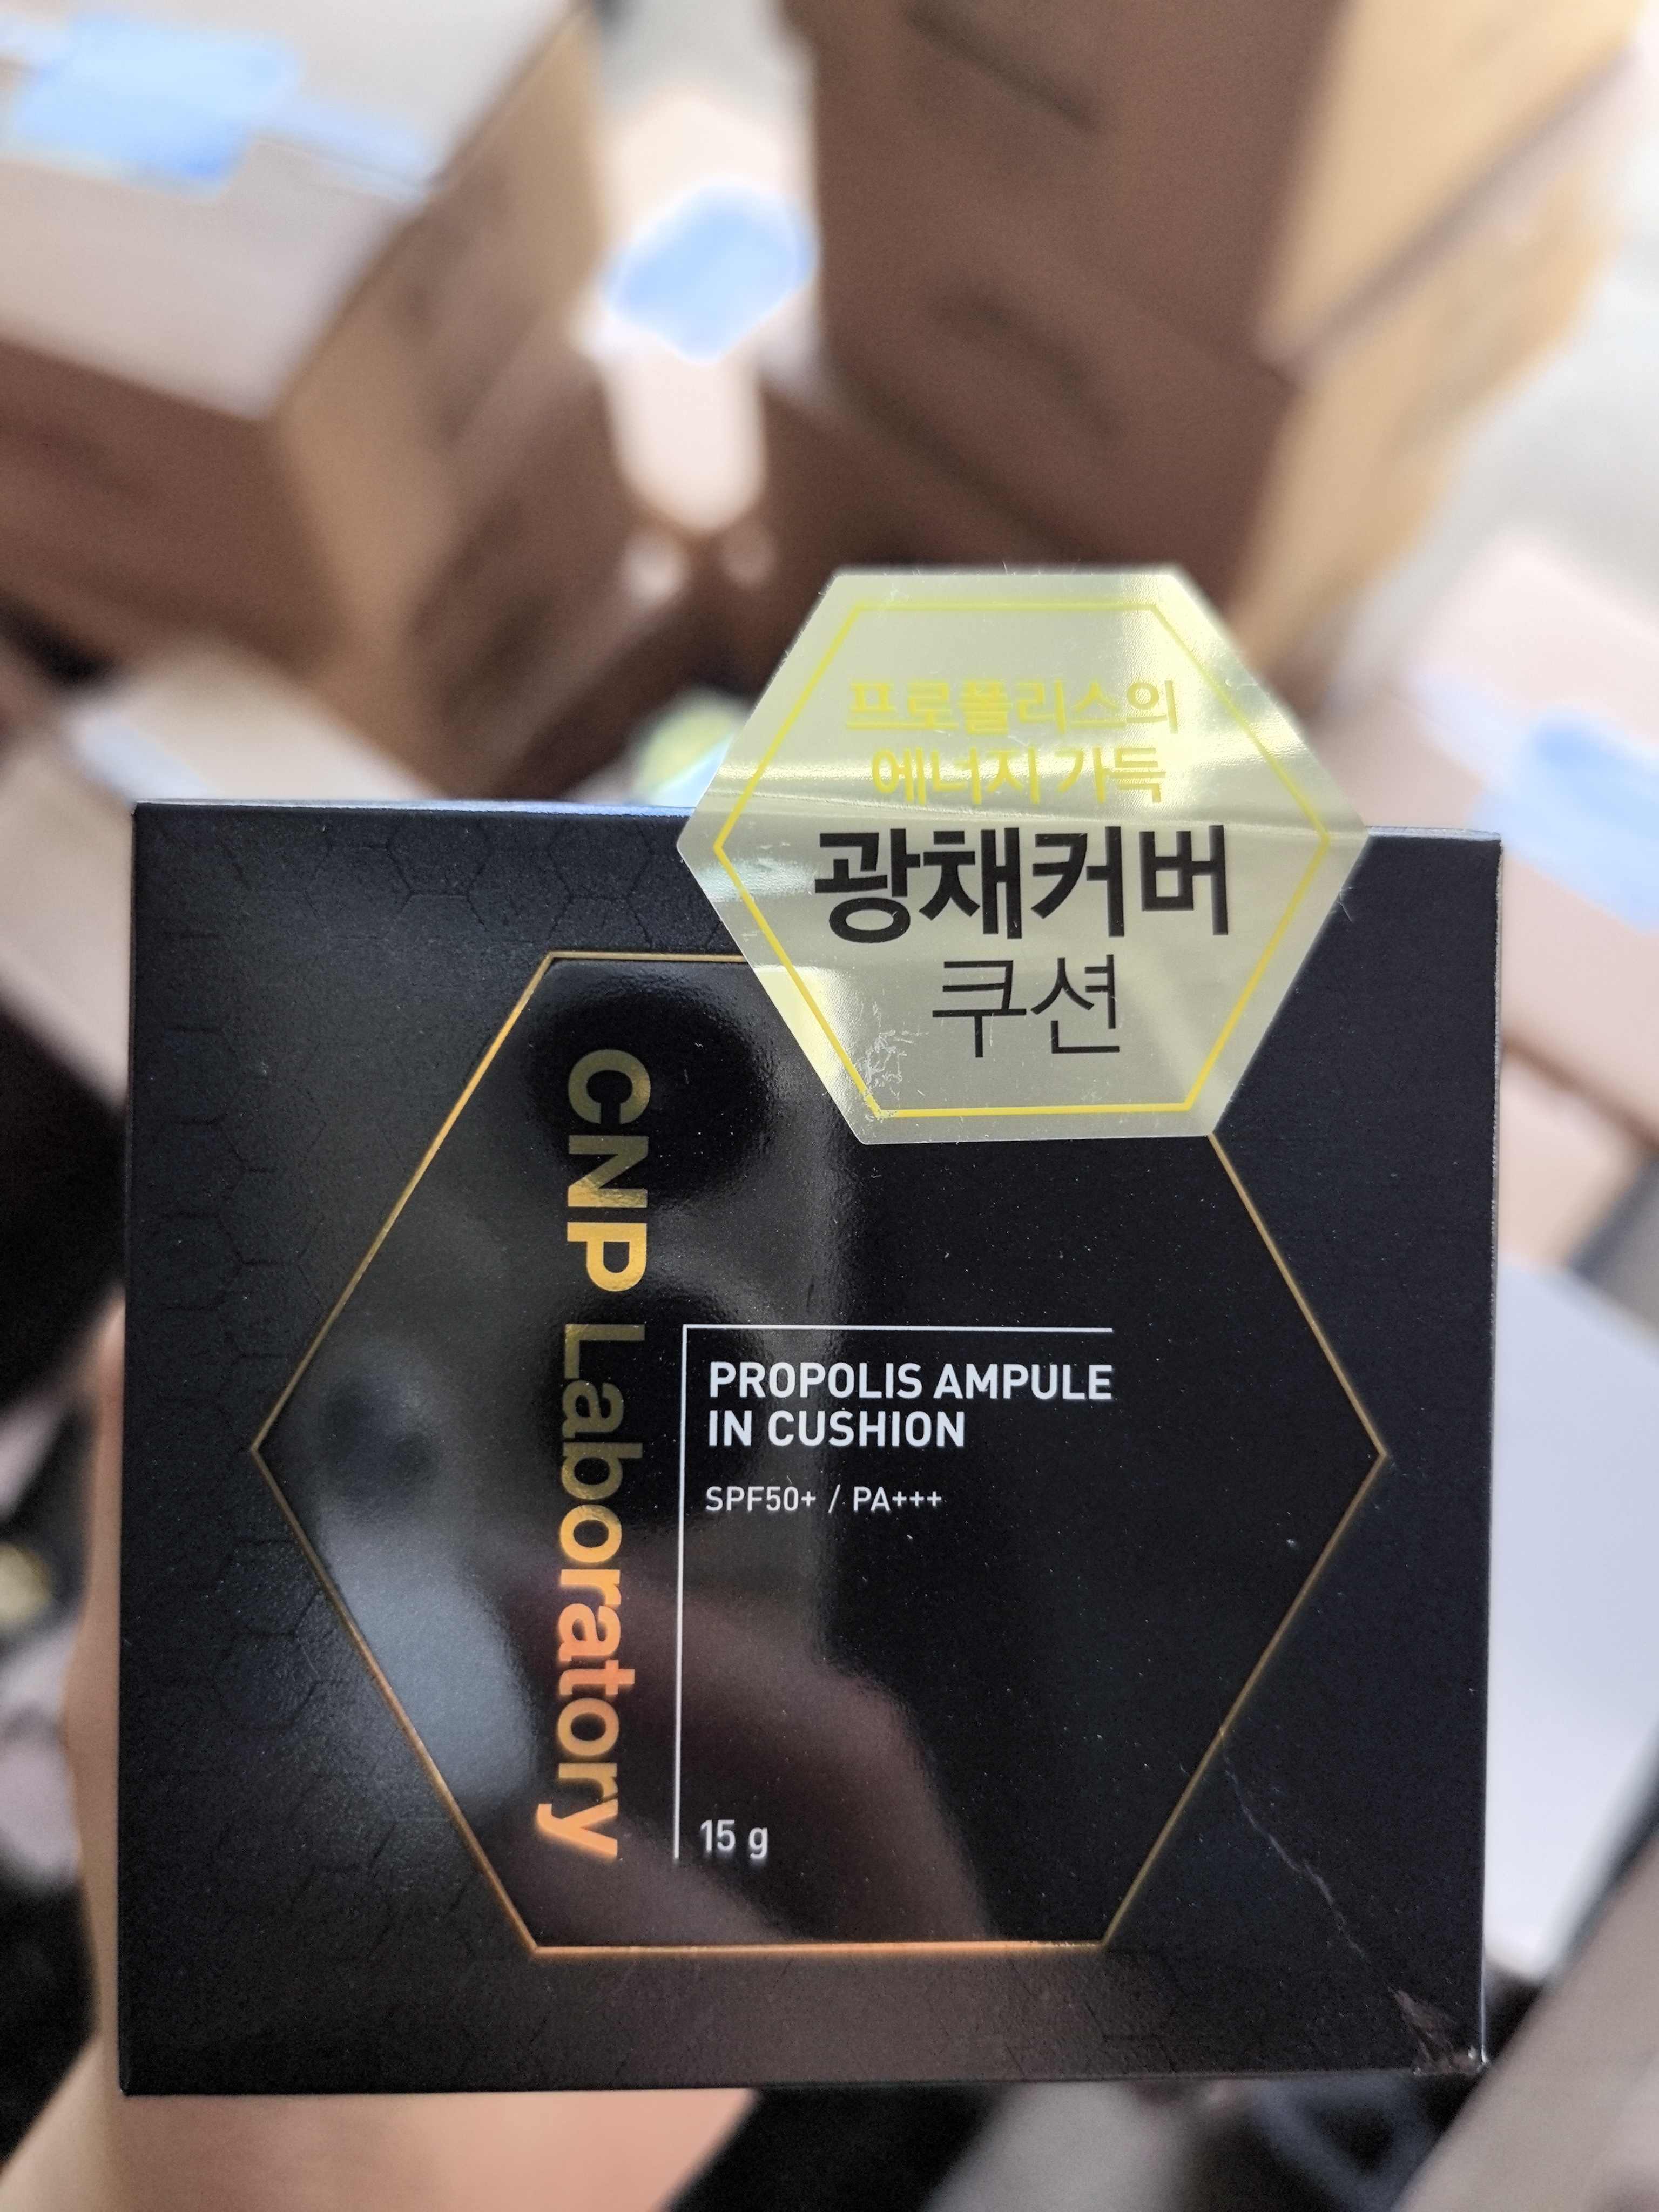 프로폴리스의
에너지 가득
광채커버
쿠션
CNP Laboratory
PROPOLIS AMPULE
IN CUSHION
SPF50+ / PA+++
15 g